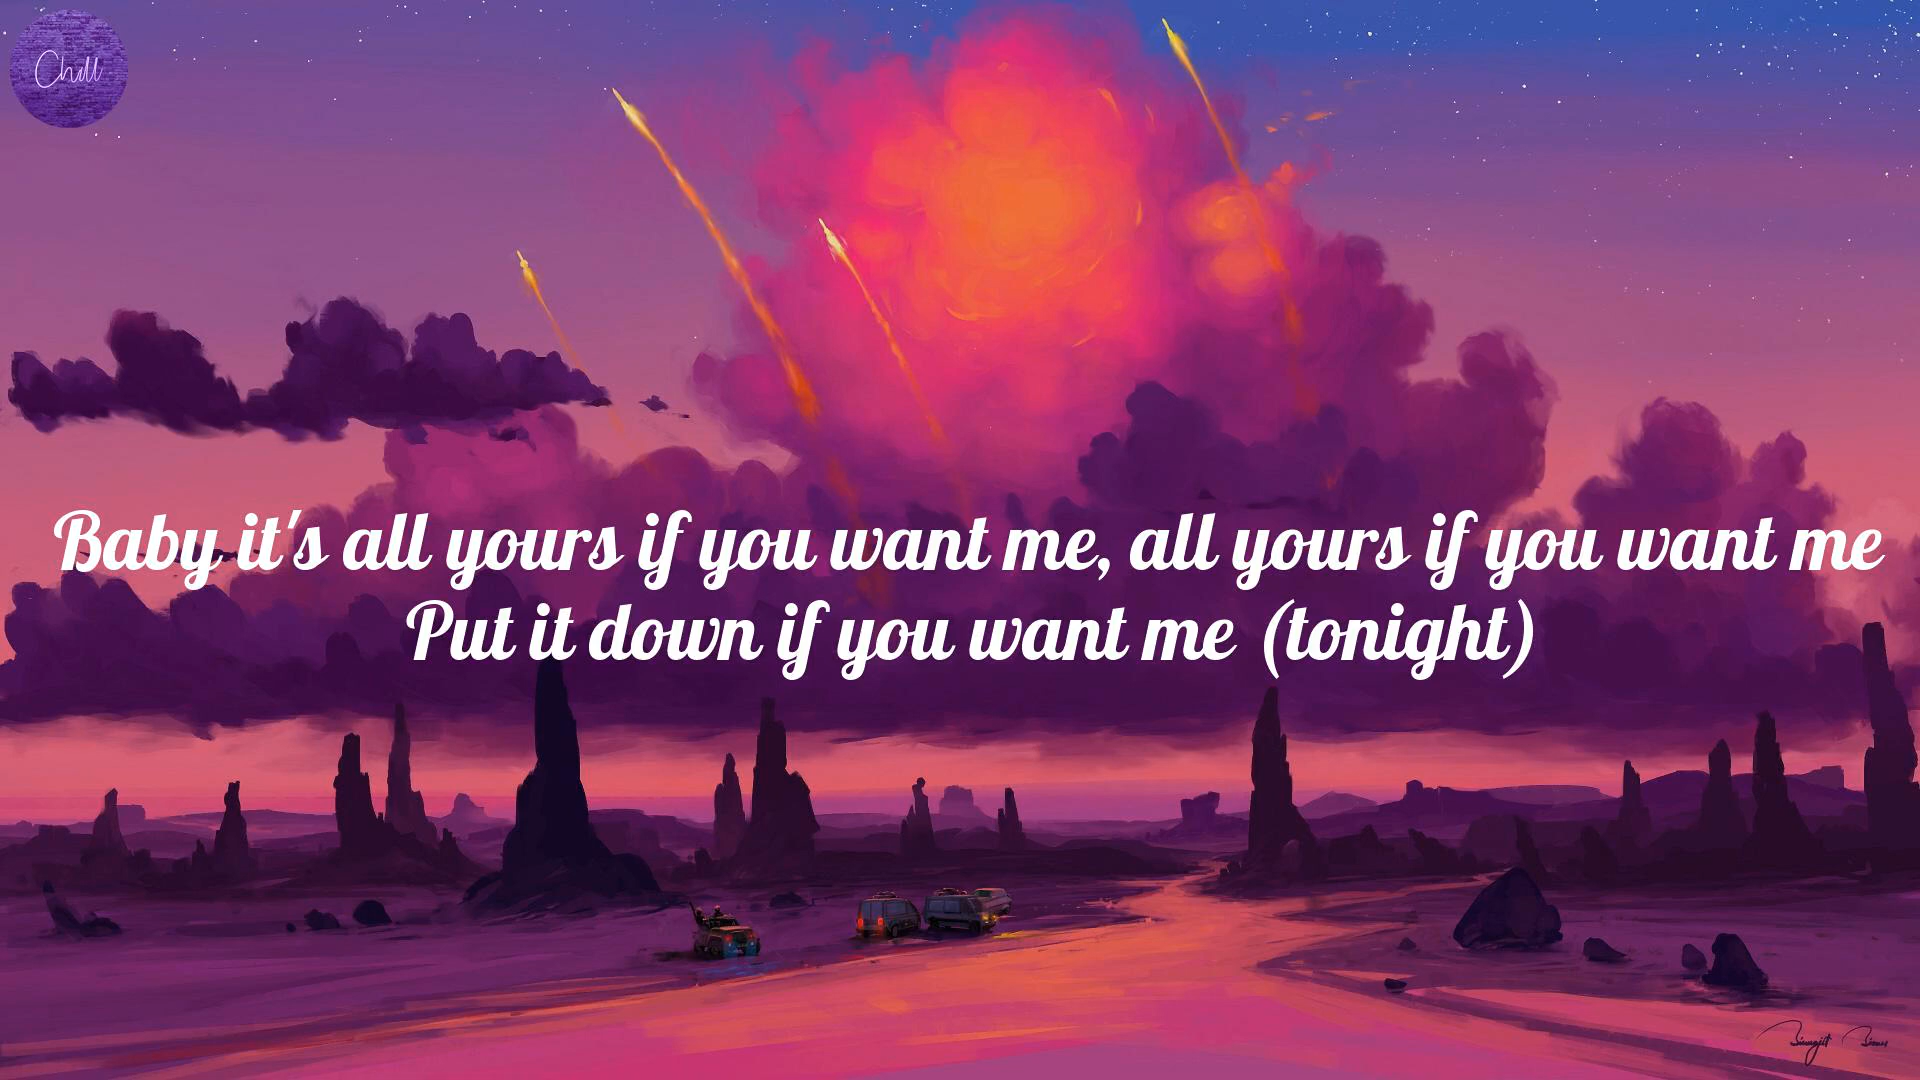 Chill
Baby it's all yours if you want me, all yours if you want me
Put it down if you want me (tonight)